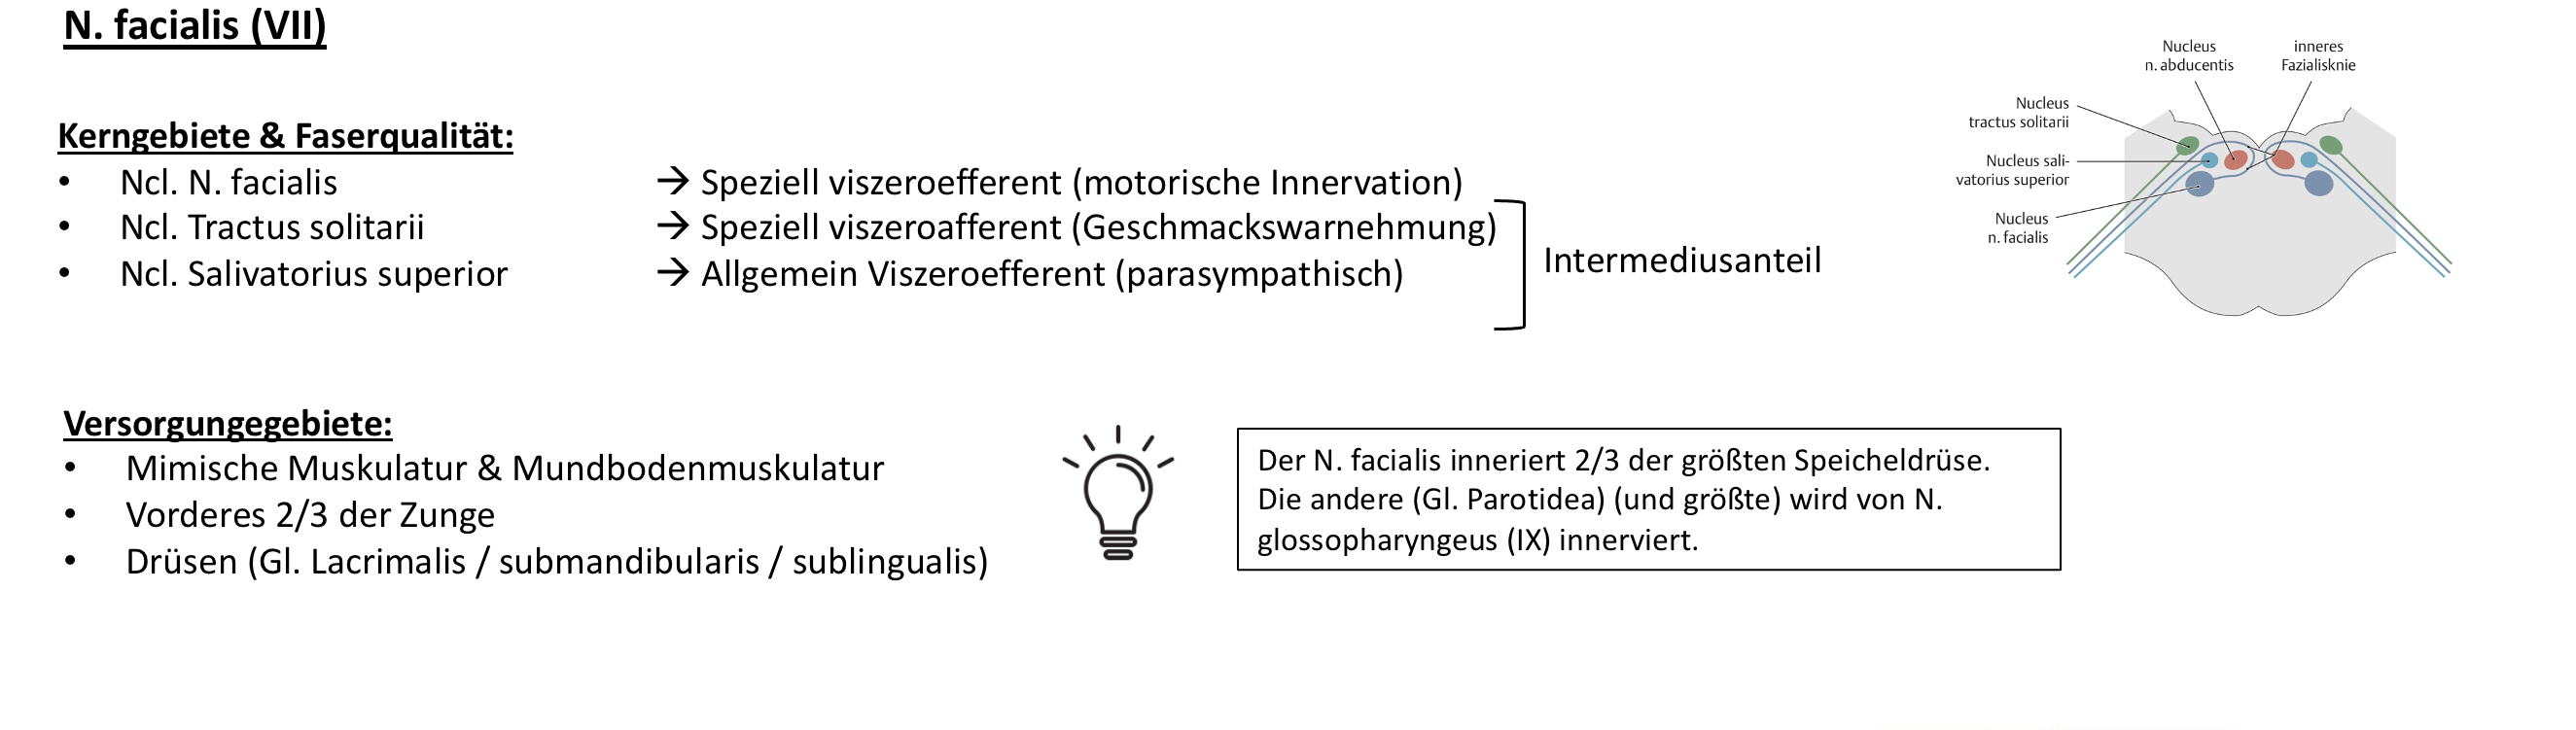 N. facialis (VII)
Kerngebiete & Faserqualität:
• Ncl. N. facialis → Speziell viszeroefferent (motorische Innervation)
• Ncl. Tractus solitarii → Speziell viszeroafferent (Geschmackswarnehmung)
• Ncl. Salivatorius superior → Allgemein Viszeroefferent (parasympathisch)
Intermediusanteil
Nucleus
n. abducentis
inneres
Fazialisknie
Nucleus
tractus solitarii
Nucleus sali-
vatorius superior
Nucleus
n. facialis
Versorgungegebiete:
• Mimische Muskulatur & Mundbodenmuskulatur
• Vorderes 2/3 der Zunge
• Drüsen (Gl. Lacrimalis / submandibularis / sublingualis)
Der N. facialis inneriert 2/3 der größten Speicheldrüse.
Die andere (Gl. Parotidea) (und größte) wird von N.
glossopharyngeus (IX) innerviert.